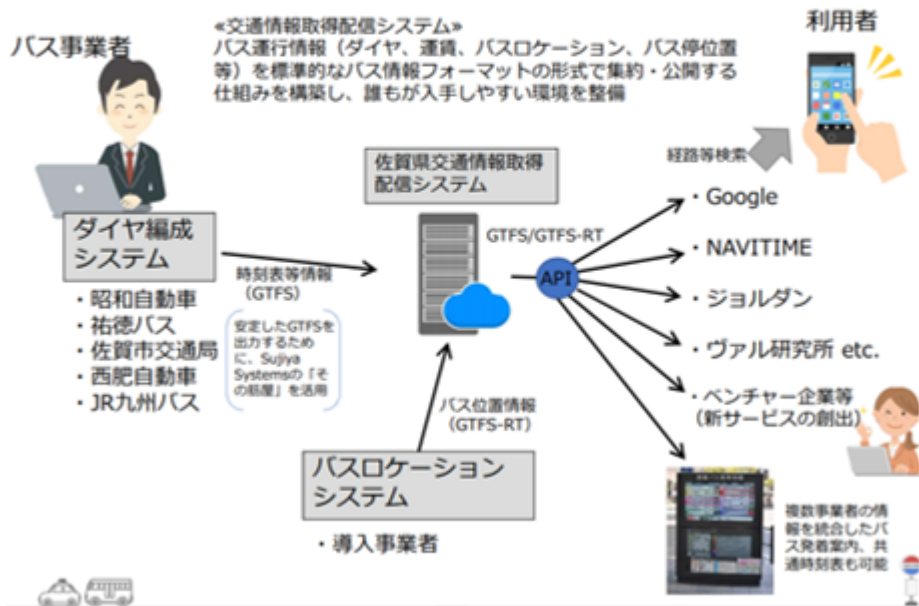 バス事業者
«交通情報取得配信システム»
バス運行情報（ダイヤ、運賃、バスロケーション、バス停位置
等）を標準的なバス情報フォーマットの形式で集約・公開する
仕組みを構築し、誰もが入手しやすい環境を整備
利用者
経路等検索
佐賀県交通情報取得
配信システム
ダイヤ編成
システム
・昭和自動車
・祐徳バス
・佐賀市交通局
・西肥自動車
・JR九州バス
時刻表等情報
（GTFS）
安定したGTFSを
出力するため
に、Sujiya
Systemsの「そ
の筋屋」を活用
GTFS/GTFS-RT
API
・Google
・NAVITIME
・ジョルダン
・ヴァル研究所 etc.
・ベンチャー企業等
（新サービスの創出）
バス位置情報
（GTFS-RT）
バスロケーション
システム
・導入事業者
複数事業者の情
報を統合したバ
ス発着案内、共
通時刻表も可能